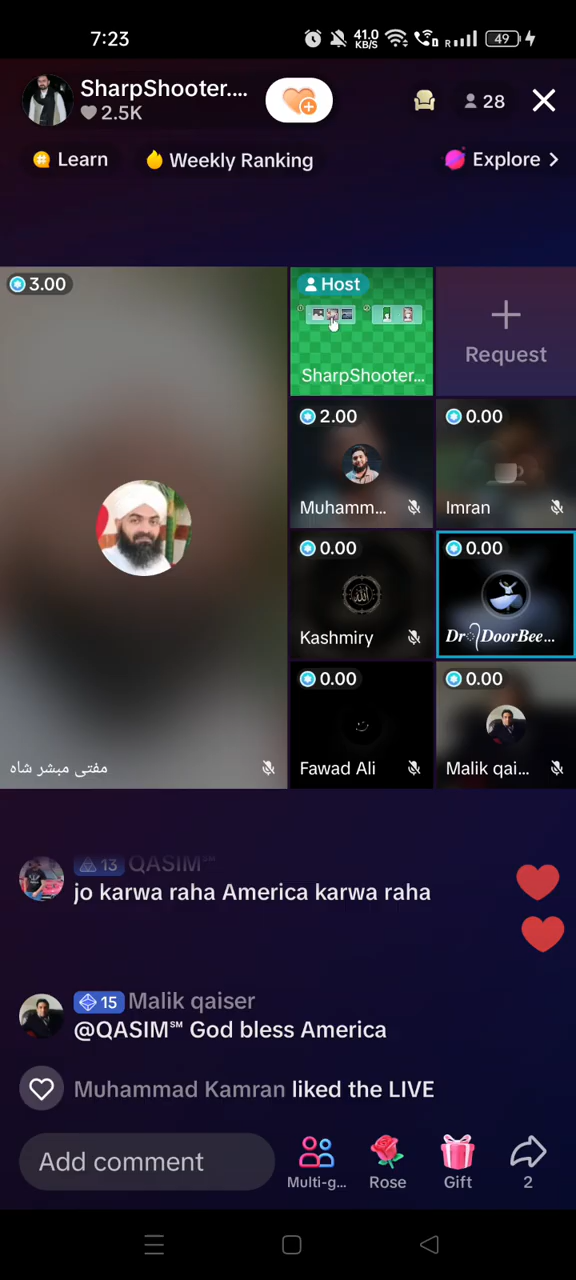 7:23
41.0 KB/S
R
49
SharpShooter....
2.5K
28
Learn
Weekly Ranking
Explore
3.00
Host
SharpShooter...
Request
2.00
Muhamm...
0.00
Imran
0.00
Kashmiry
0.00
Dr DoorBee...
0.00
Fawad Ali
0.00
Malik qai...
مفتی مبشر شاہ
13 QASIM℠
jo karwa raha America karwa raha
15 Malik qaiser
@QASIM℠ God bless America
Muhammad Kamran liked the LIVE
Add comment
Multi-g...
Rose
Gift
2